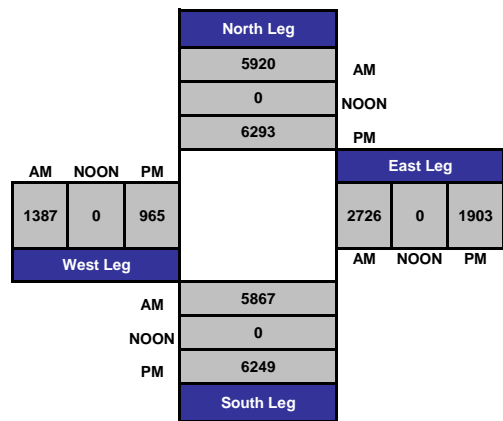 North Leg
5920 AM
0 NOON
6293 PM
East Leg
AM NOON PM
1387 0 965
2726 0 1903
West Leg
AM NOON PM
AM 5867
NOON 0
PM 6249
South Leg